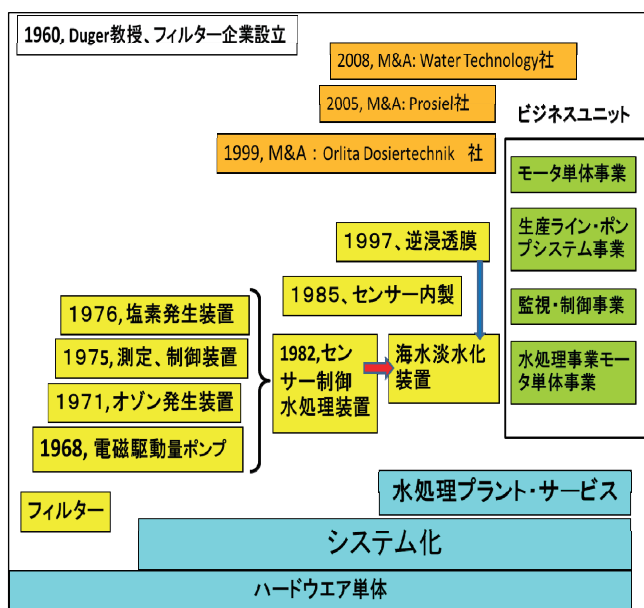 1960, Duger教授、フィルター企業設立
2008, M&A: Water Technology社
2005, M&A: Prosiel社
1999, M&A：Orlita Dosiertechnik　社
ビジネスユニット
モータ単体事業
生産ライン・ポン
プシステム事業
監視・制御事業
水処理事業モー
タ単体事業
１９９７、逆浸透膜
１９８５、センサー内製
１９７６，塩素発生装置
１９７５，測定、制御装置
１９７１，オゾン発生装置
1968，電磁駆動量ポンプ
1982,セン
サー制御
水処理装置
海水淡水化
装置
フィルター
水処理プラント・サービス
システム化
ハードウエア単体